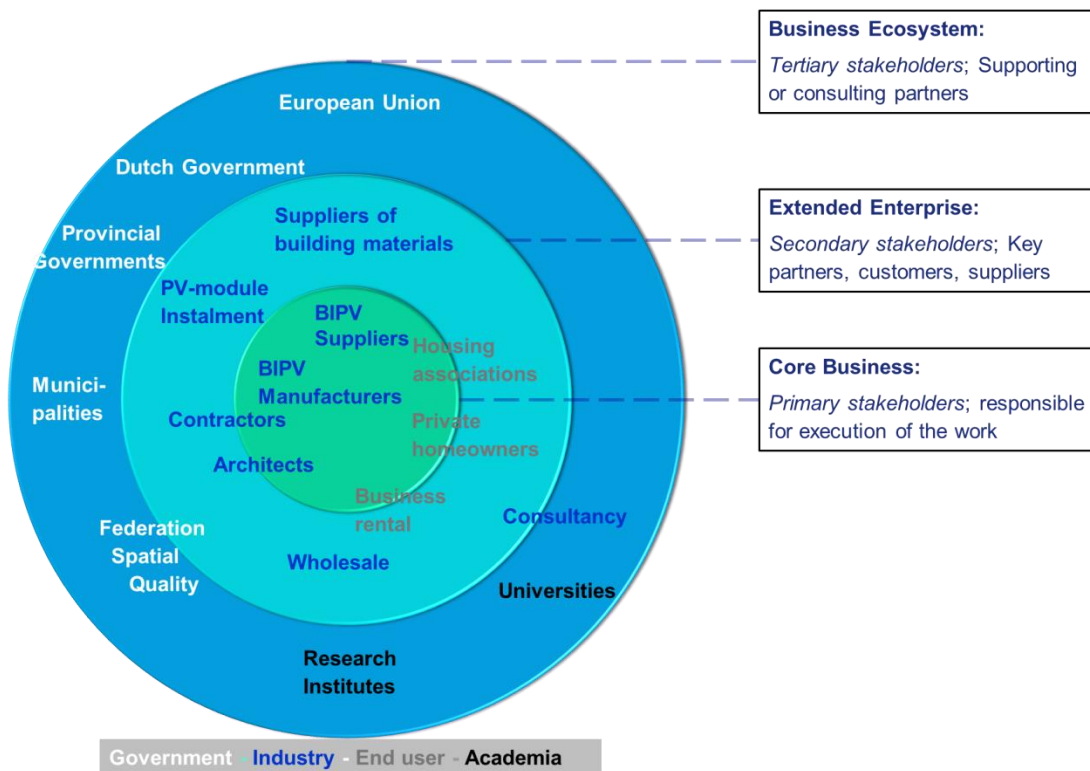 European Union
Dutch Government
Provincial
Governments
Suppliers of
building materials
PV-module
Instalment
BIPV
Suppliers
Housing
associations
BIPV
Manufacturers
Munici-
palities
Contractors
Private
homeowners
Architects
Business
rental
Consultancy
Federation
Spatial
Quality
Wholesale
Universities
Research
Institutes
Government - Industry - End user - Academia
Business Ecosystem:
Tertiary stakeholders; Supporting
or consulting partners
Extended Enterprise:
Secondary stakeholders; Key
partners, customers, suppliers
Core Business:
Primary stakeholders; responsible
for execution of the work